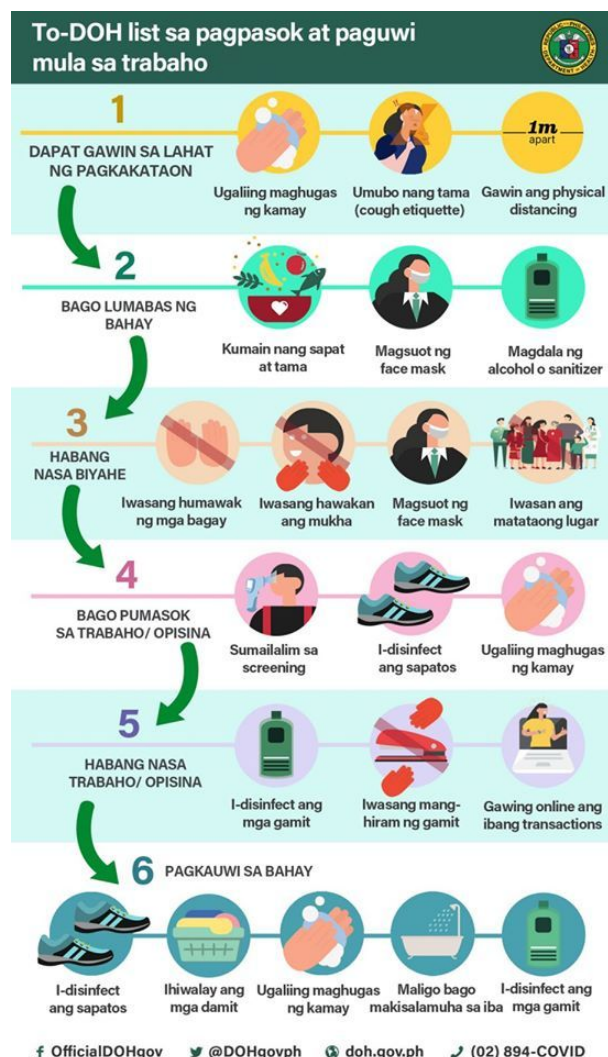 To-DOH list sa pagpasok at paguwi
mula sa trabaho
1
DAPAT GAWIN SA LAHAT
NG PAGKAKATAON
Ugaliing maghugas
ng kamay
Umubo nang tama
(cough etiquette)
1m
apart
Gawin ang physical
distancing
2
BAGO LUMABAS NG
BAHAY
Kumain nang sapat
at tama
Magsuot ng
face mask
Magdala ng
alcohol o sanitizer
3
HABANG
NASA BIYAHE
Iwasang humawak
ng mga bagay
Iwasang hawakan
ang mukha
Magsuot ng
face mask
Iwasan ang
matataong lugar
4
BAGO PUMASOK
SA TRABAHO/ OPISINA
Sumailalim sa
screening
I-disinfect
ang sapatos
Ugaliing maghugas
ng kamay
5
HABANG NASA
TRABAHO/ OPISINA
I-disinfect ang
mga gamit
Iwasang mang-
hiram ng gamit
Gawing online ang
ibang transactions
6 PAGKAUWI SA BAHAY
I-disinfect
ang sapatos
Ihiwalay ang
mga damit
Ugaliing maghugas
ng kamay
Maligo bago
makisalamuha sa iba
I-disinfect ang
mga gamit
OfficialDOHgov @DOHgovph doh.gov.ph (02) 894-COVID